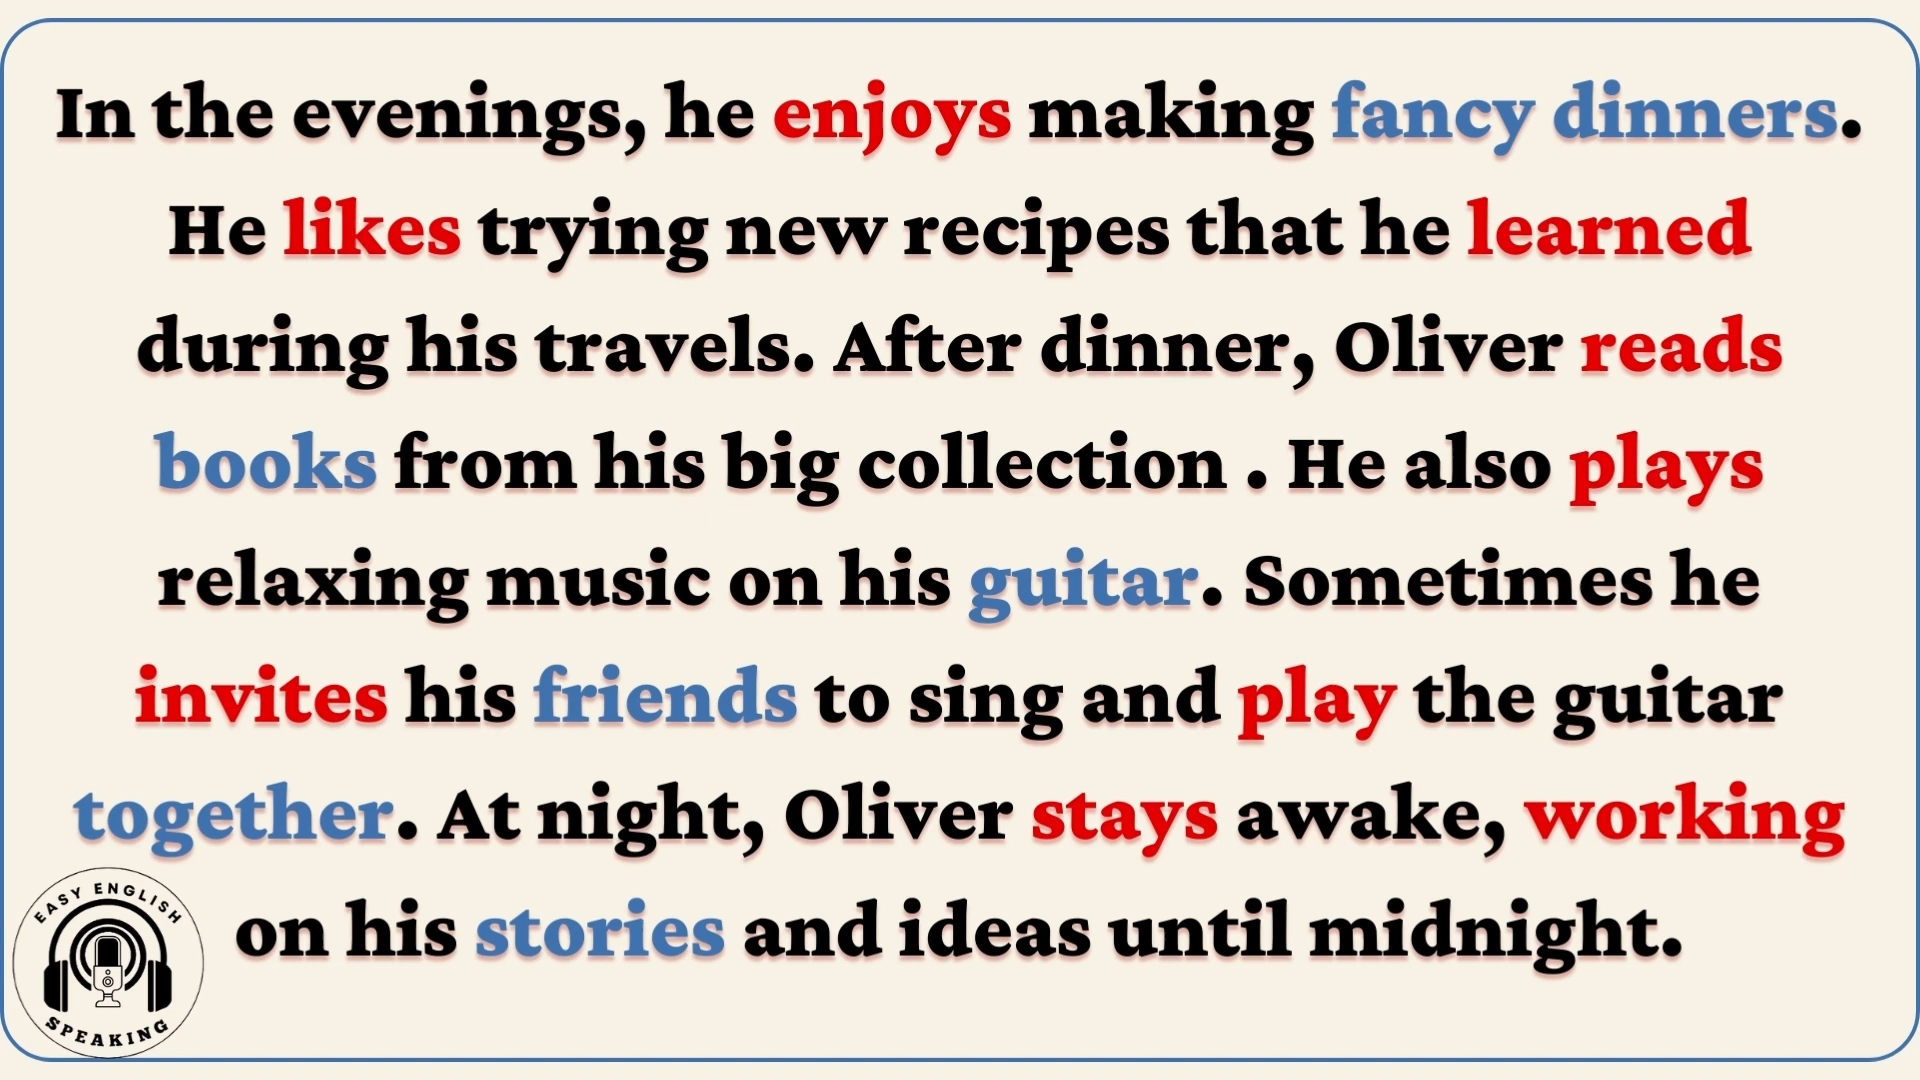 In the evenings, he enjoys making fancy dinners.
He likes trying new recipes that he learned
during his travels. After dinner, Oliver reads
books from his big collection . He also plays
relaxing music on his guitar. Sometimes he
invites his friends to sing and play the guitar
together. At night, Oliver stays awake, working
on his stories and ideas until midnight.
EASY ENGLISH
SPEAKING